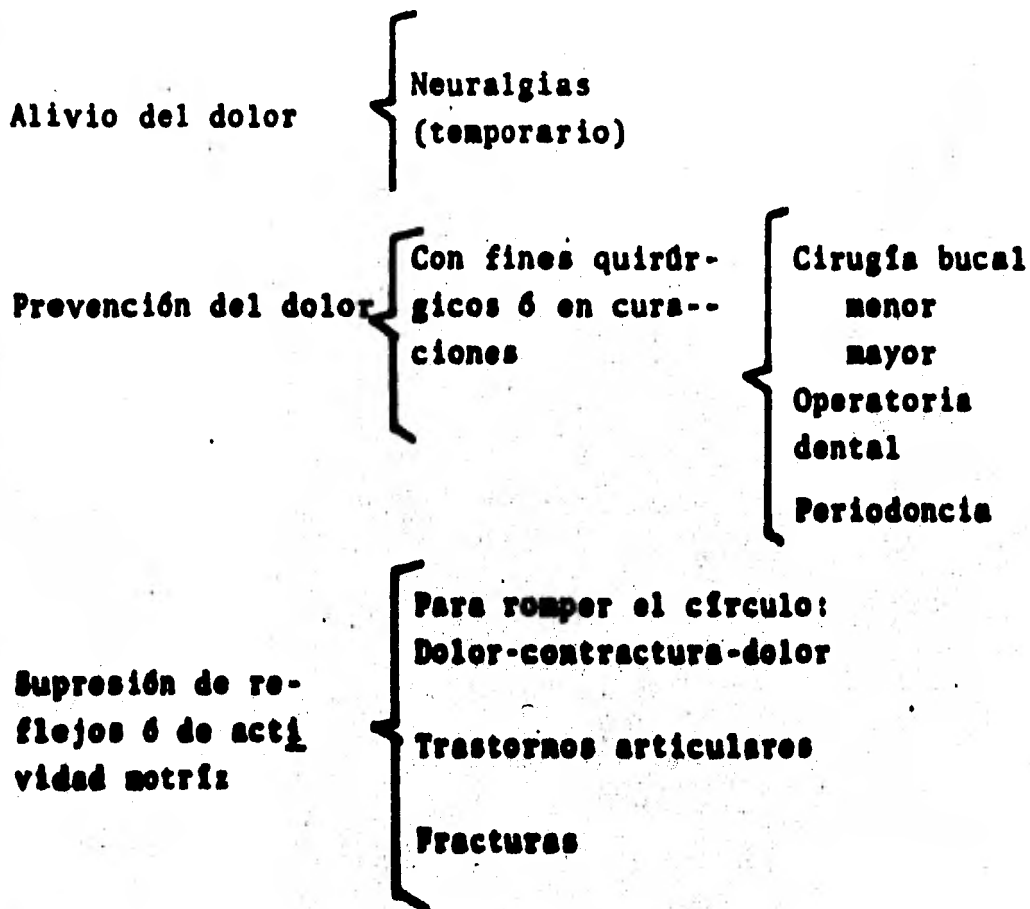 Alivio del dolor
Neuralgias
(temporario)
Prevención del dolor
Con fines quirúr-
gicos ó en cura--
ciones
Cirugía bucal
menor
mayor
Operatoria
dental
Periodoncia
Supresión de re-
flejos ó de acti
vidad motríz
Para romper el círculo:
Dolor-contractura-dolor
Trastornos articulares
Fracturas